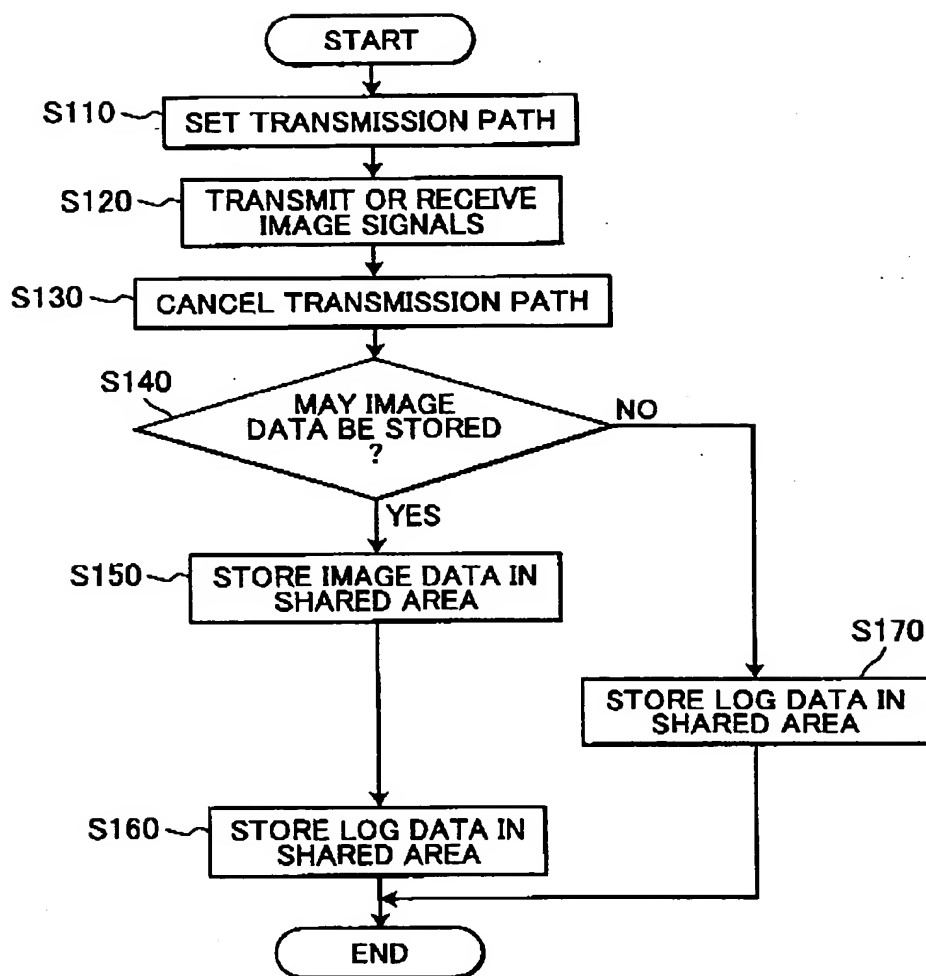 START
S110
SET TRANSMISSION PATH
S120
TRANSMIT OR RECEIVE
IMAGE SIGNALS
S130
CANCEL TRANSMISSION PATH
S140
MAY IMAGE
DATA BE STORED
?
NO
YES
S150
STORE IMAGE DATA IN
SHARED AREA
S170
STORE LOG DATA IN
SHARED AREA
S160
STORE LOG DATA IN
SHARED AREA
END